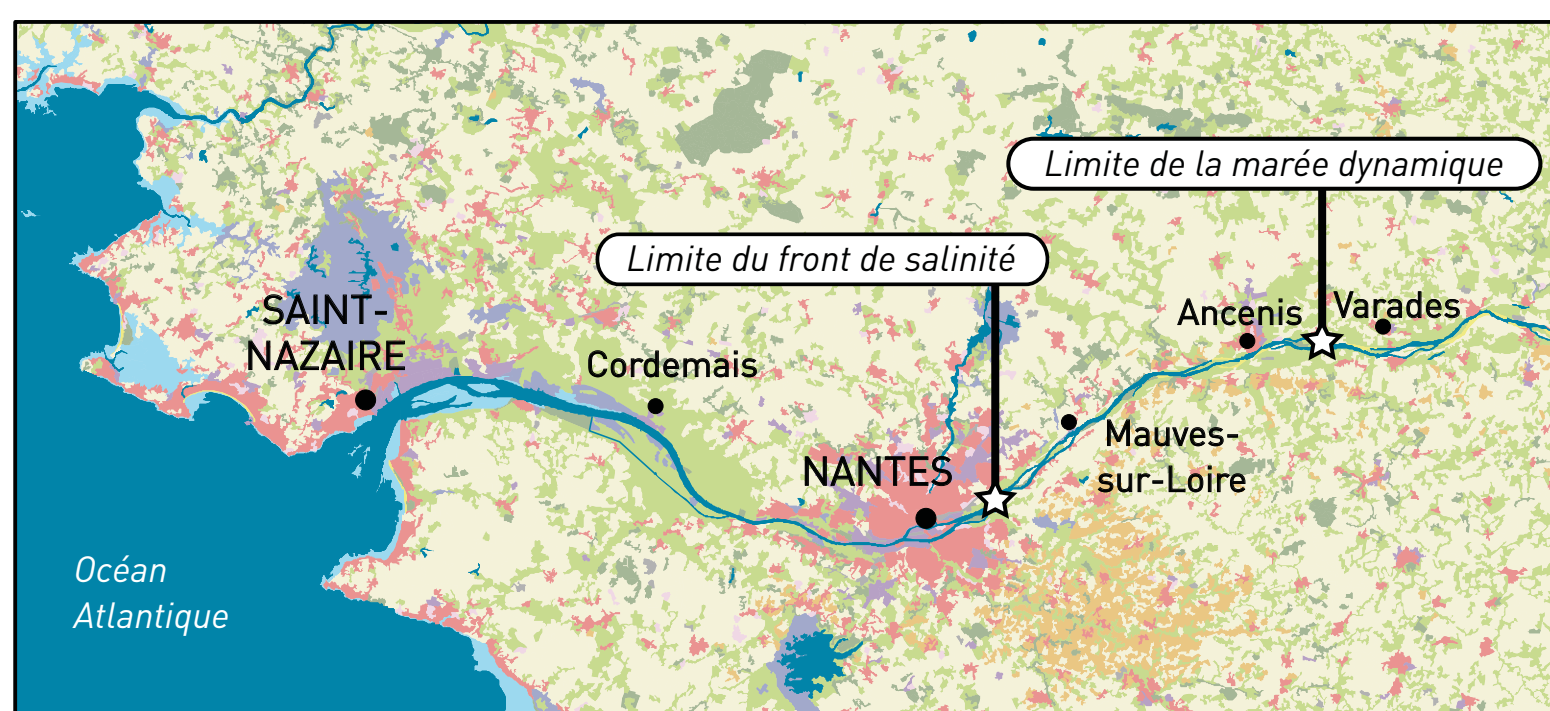 Limite de la marée dynamique
Limite du front de salinité
SAINT-
NAZAIRE
Cordemais
Ancenis
Varades
NANTES
Mauves-
sur-Loire
Océan
Atlantique